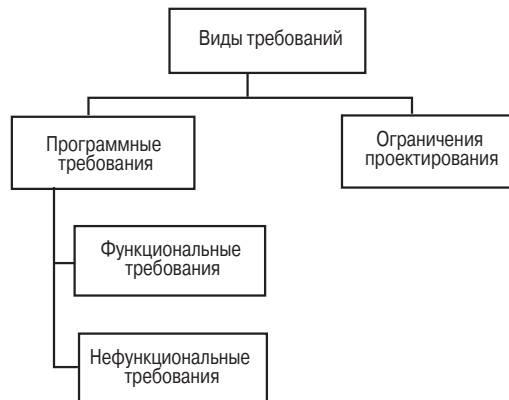 Виды требований
Программные
требования
Ограничения
проектирования
Функциональные
требования
Нефункциональные
требования